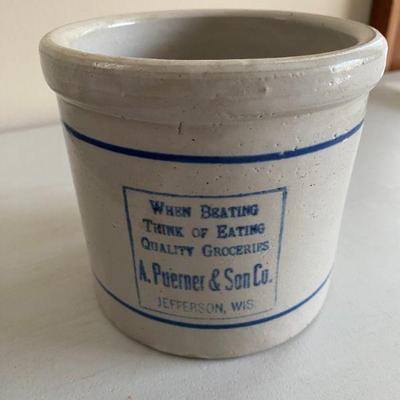 WHEN BEATING
THINK OF EATING
QUALITY GROCERIES
A. Puerner & Son Co.
JEFFERSON, WIS.